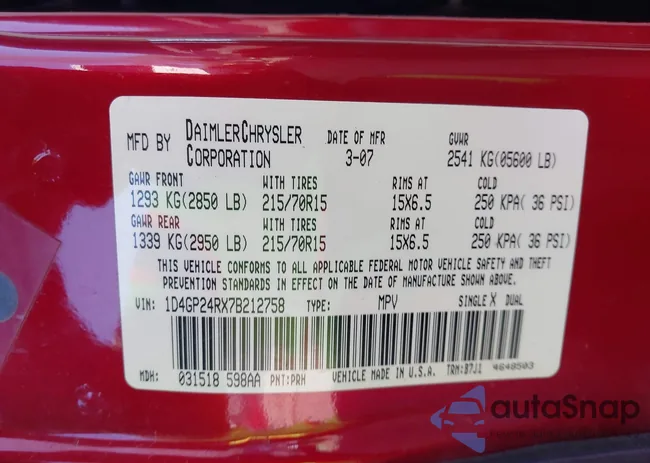 MFD BY DAIMLERCHRYSLER CORPORATION DATE OF MFR 3-07 GVWR 2541 KG(05600 LB)
GAWR FRONT WITH TIRES RIMS AT COLD
1293 KG(2850 LB) 215/70R15 15X6.5 250 KPA( 36 PSI)
GAWR REAR WITH TIRES RIMS AT COLD
1339 KG(2950 LB) 215/70R15 15X6.5 250 KPA( 36 PSI)
THIS VEHICLE CONFORMS TO ALL APPLICABLE FEDERAL MOTOR VEHICLE SAFETY AND THEFT
PREVENTION STANDARDS IN EFFECT ON THE DATE OF MANUFACTURE SHOWN ABOVE.
VIN: 1D4GP24RX7B212758 TYPE: MPV SINGLE X DUAL
MDH: 031518 598AA PNT:PRH VEHICLE MADE IN U.S.A. TRM:B7J1 4648503
autaSnap